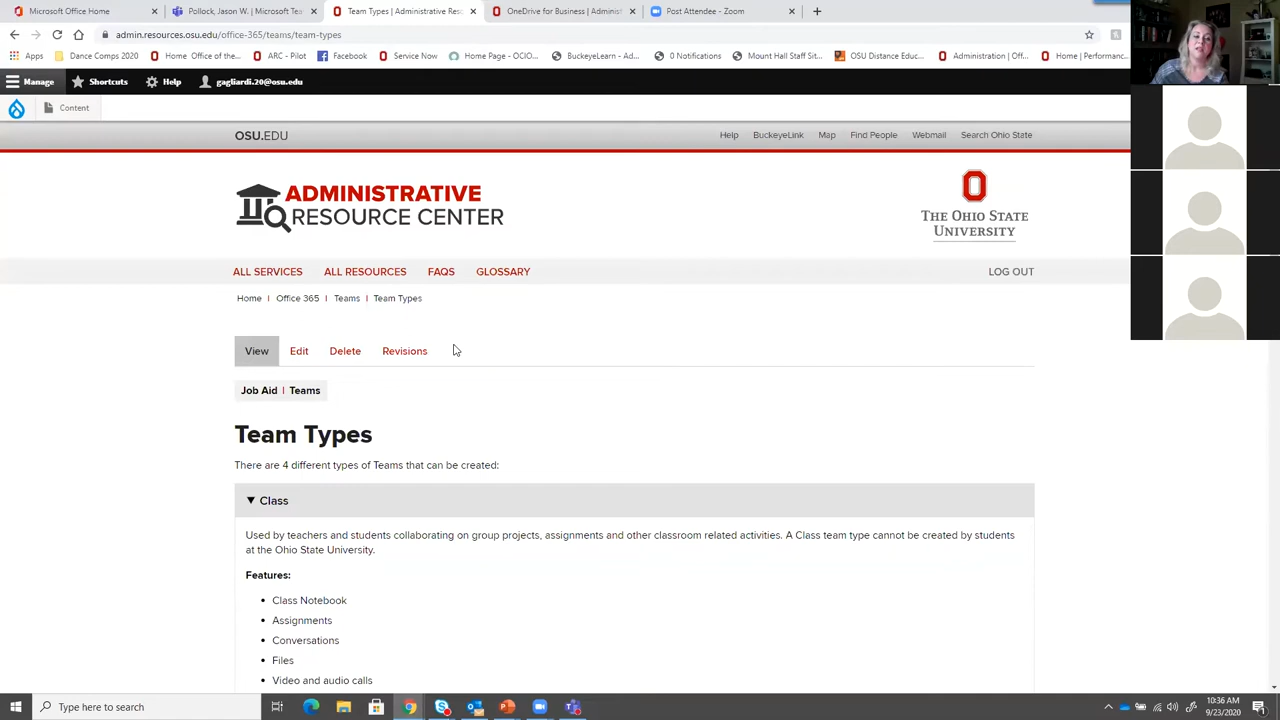 Microsoft Office Home
Pollock, Jason W. | Microsoft Tea
Team Types | Administrative Reso
OneDrive for Business | Administ
Post Attendee - Zoom
admin.resources.osu.edu/office-365/teams/team-types
Apps
Dance Comps 2020
Home Office of the...
ARC - Pilot
Facebook
Service Now
Home Page - OCIO...
BuckeyeLearn - Ad...
0 Notifications
Mount Hall Staff Sit...
OSU Distance Educ...
Administration | Off...
Home | Performanc
Manage
Shortcuts
Help
gagliardi.20@osu.edu
Content
OSU.EDU
Help
BuckeyeLink
Map
Find People
Webmail
Search Ohio State
ADMINISTRATIVE
RESOURCE CENTER
THE OHIO STATE
UNIVERSITY
ALL SERVICES
ALL RESOURCES
FAQS
GLOSSARY
LOG OUT
Home | Office 365 | Teams | Team Types
View
Edit
Delete
Revisions
Job Aid | Teams
Team Types
There are 4 different types of Teams that can be created:
Class
Used by teachers and students collaborating on group projects, assignments and other classroom related activities. A Class team type cannot be created by students
at the Ohio State University.
Features:
• Class Notebook
• Assignments
• Conversations
• Files
• Video and audio calls
Type here to search
10:36 AM
9/23/2020